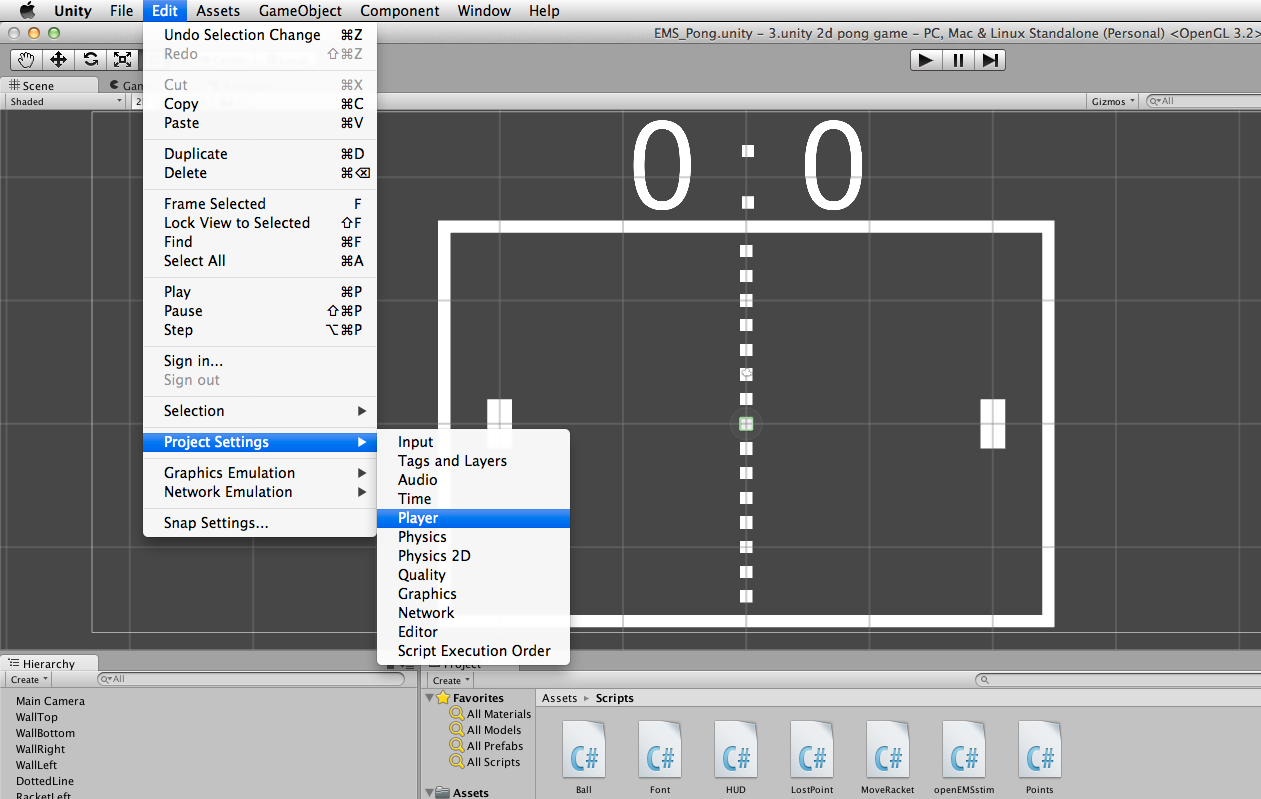 Unity File Edit Assets GameObject Component Window Help
EMS_Pong.unity - 3.unity 2d pong game - PC, Mac & Linux Standalone (Personal) <OpenGL 3.2>
Undo Selection Change ⌘Z
Redo ⇧⌘Z
Cut ⌘X
Copy ⌘C
Paste ⌘V
Duplicate ⌘D
Delete ⌘⌫
Frame Selected F
Lock View to Selected ⇧F
Find ⌘F
Select All ⌘A
Play ⌘P
Pause ⇧⌘P
Step ⌥⌘P
Sign in...
Sign out
Selection
Project Settings
Graphics Emulation
Network Emulation
Snap Settings...
Input
Tags and Layers
Audio
Time
Player
Physics
Physics 2D
Quality
Graphics
Network
Editor
Script Execution Order
Scene
Shaded
Gizmos
All
0 : 0
Hierarchy
Create
All
Main Camera
WallTop
WallBottom
WallRight
WallLeft
DottedLine
RacketLeft
Project
Create
Favorites
All Materials
All Models
All Prefabs
All Scripts
Assets
Assets Scripts
C# C# C# C# C# C# C#
Ball Font HUD LostPoint MoveRacket openEMSstim Points